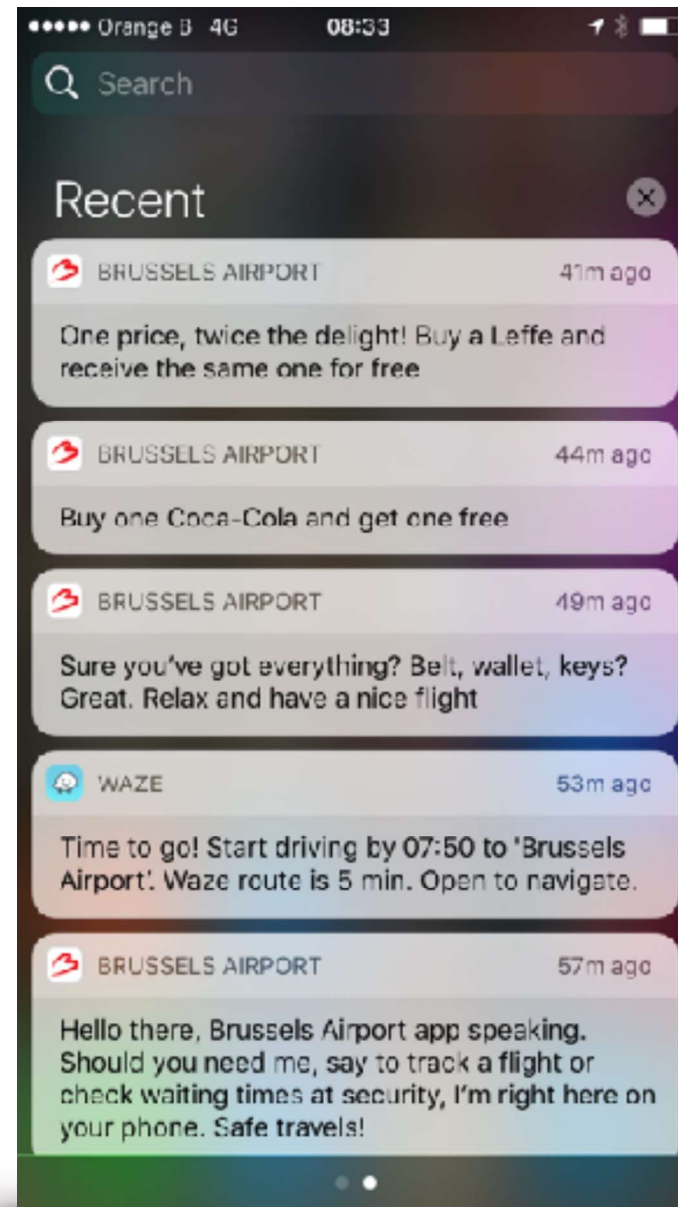 Orange B 4G 08:33
Search
Recent
BRUSSELS AIRPORT 41m ago
One price, twice the delight! Buy a Leffe and
receive the same one for free
BRUSSELS AIRPORT 44m ago
Buy one Coca-Cola and get one free
BRUSSELS AIRPORT 49m ago
Sure you've got everything? Belt, wallet, keys?
Great. Relax and have a nice flight
WAZE 53m ago
Time to go! Start driving by 07:50 to 'Brussels
Airport'. Waze route is 5 min. Open to navigate.
BRUSSELS AIRPORT 57m ago
Hello there, Brussels Airport app speaking.
Should you need me, say to track a flight or
check waiting times at security, I'm right here on
your phone. Safe travels!